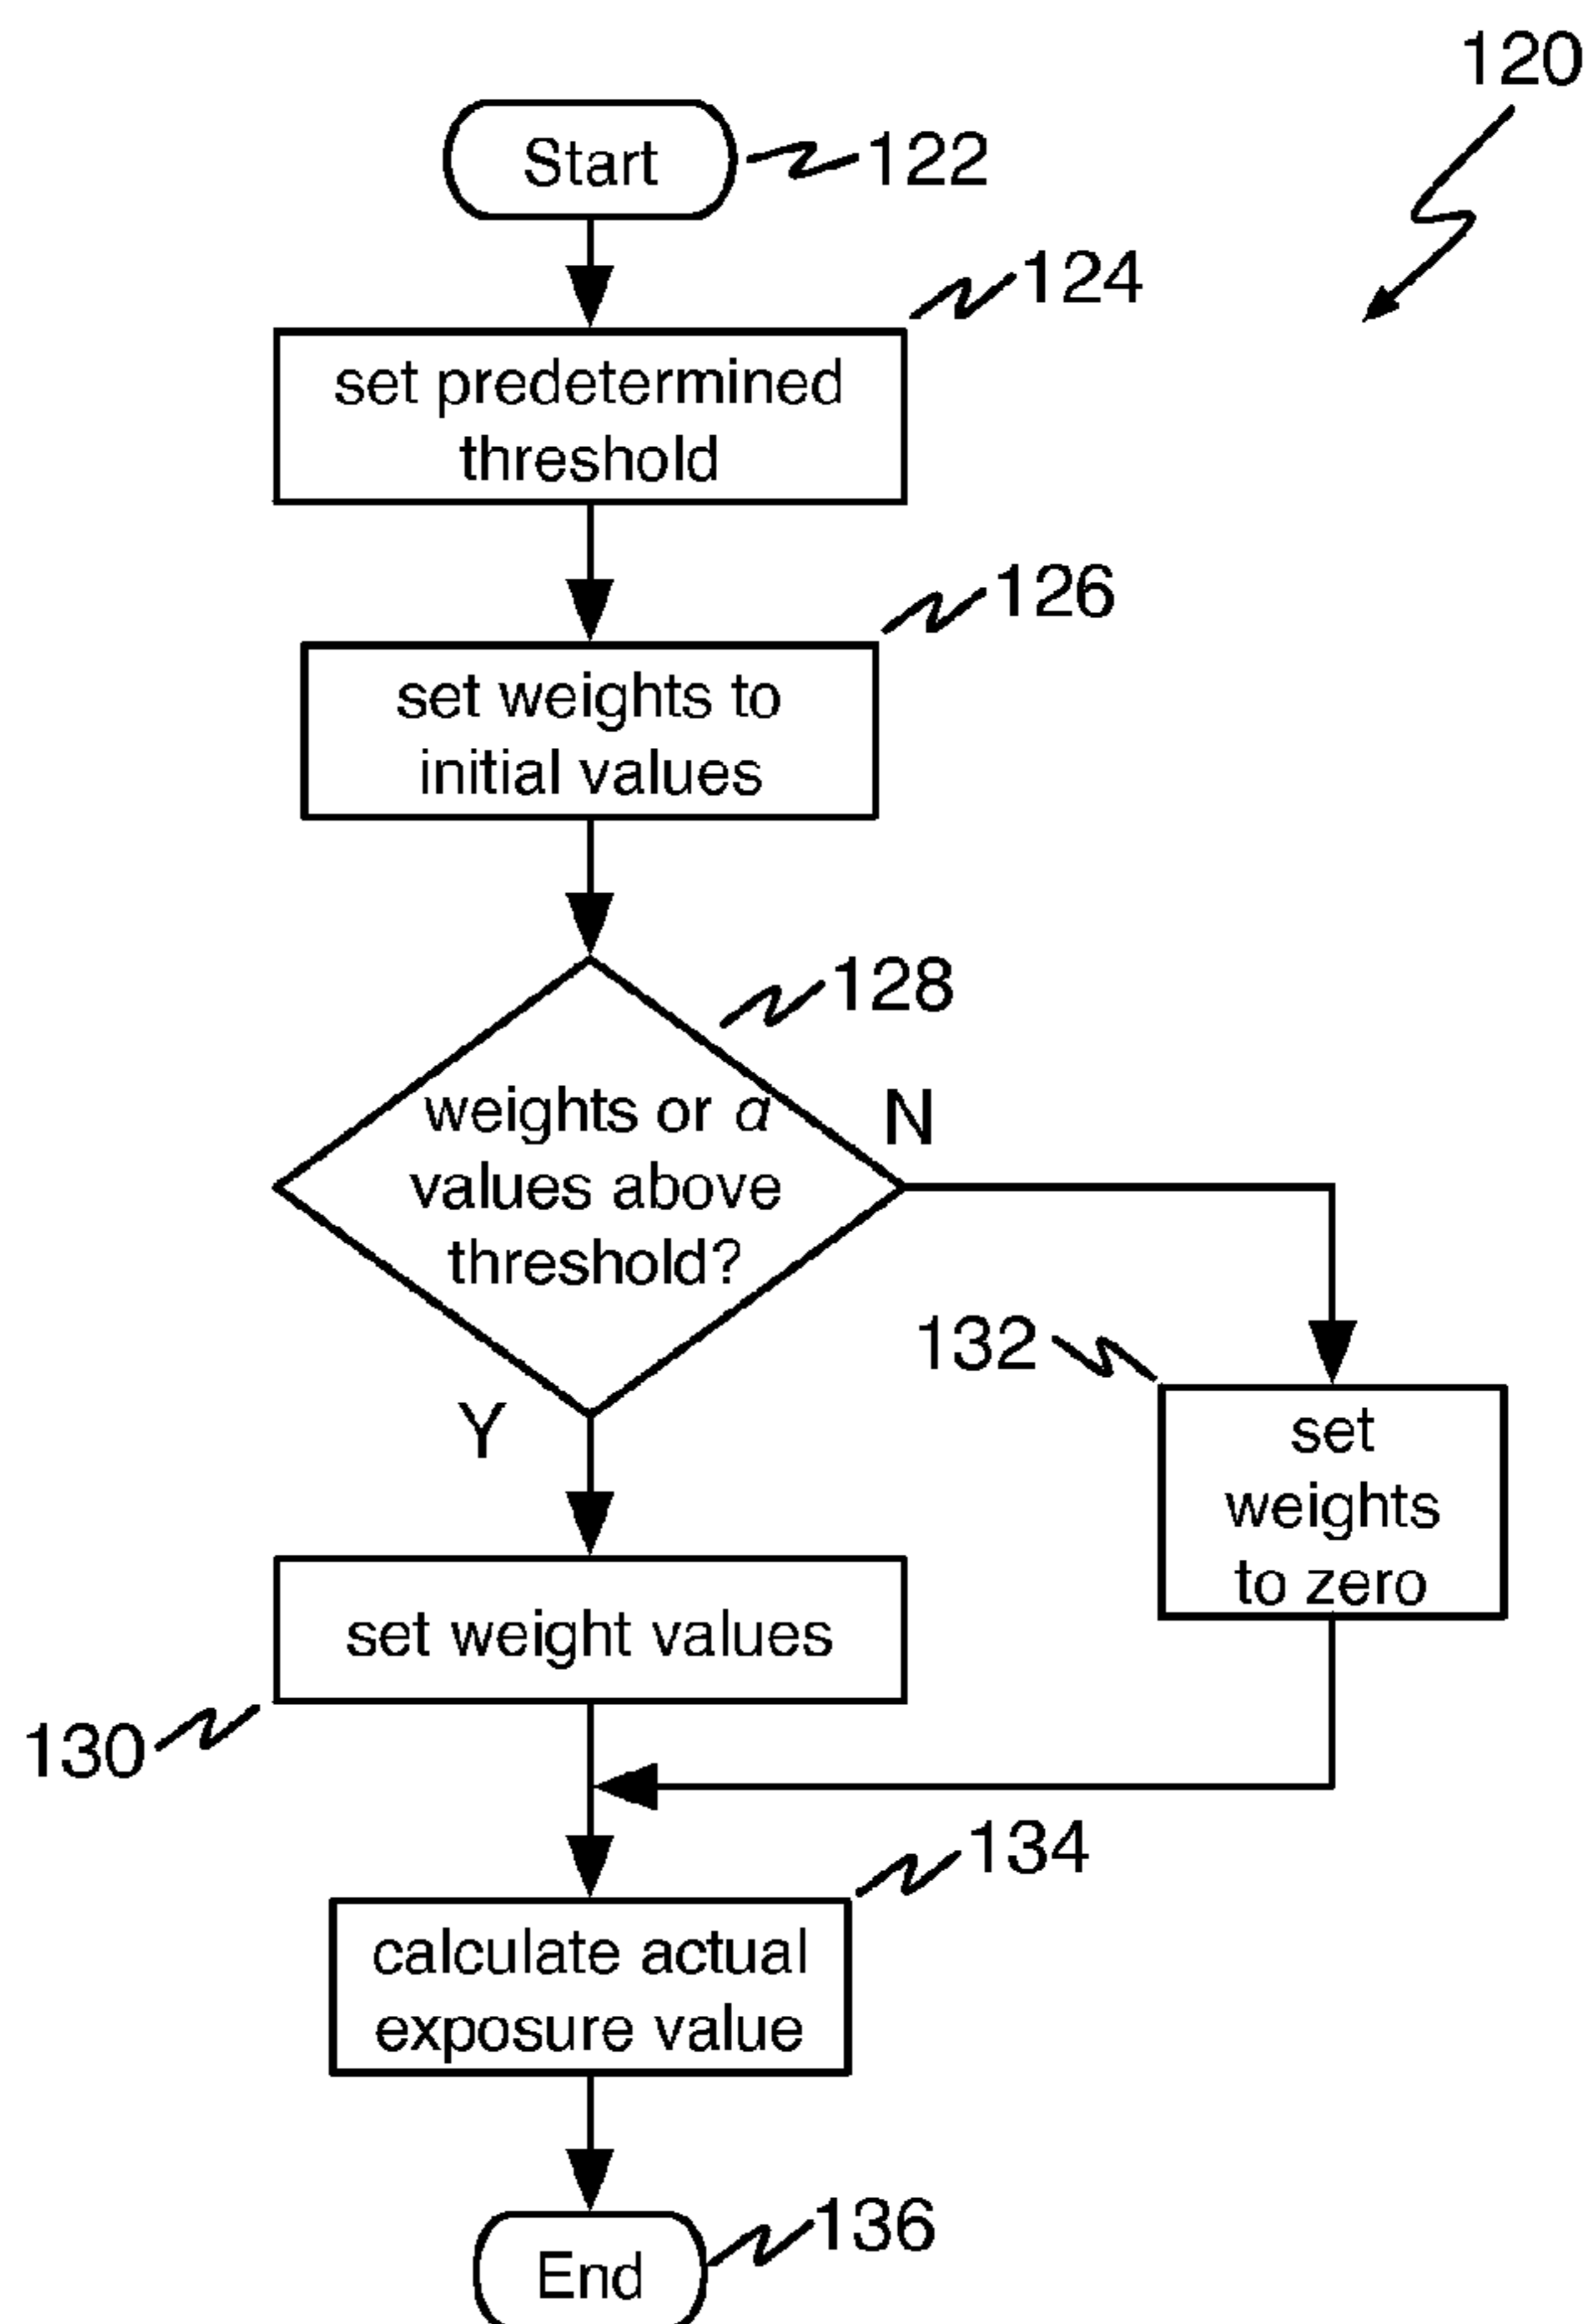 120
Start
122
124
set predetermined
threshold
126
set weights to
initial values
128
weights or a
values above
threshold?
N
Y
132
set
weights
to zero
set weight values
130
134
calculate actual
exposure value
136
End